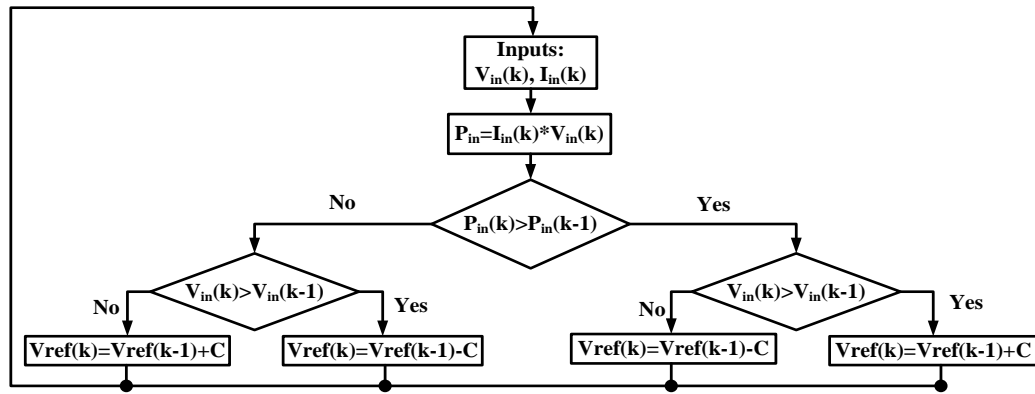 Inputs:
Vin(k), Iin(k)
Pin=Iin(k)*Vin(k)
No
Pin(k)>Pin(k-1)
Yes
Vin(k)>Vin(k-1)
No
Yes
Vref(k)=Vref(k-1)+C
Vref(k)=Vref(k-1)-C
Vin(k)>Vin(k-1)
No
Yes
Vref(k)=Vref(k-1)-C
Vref(k)=Vref(k-1)+C